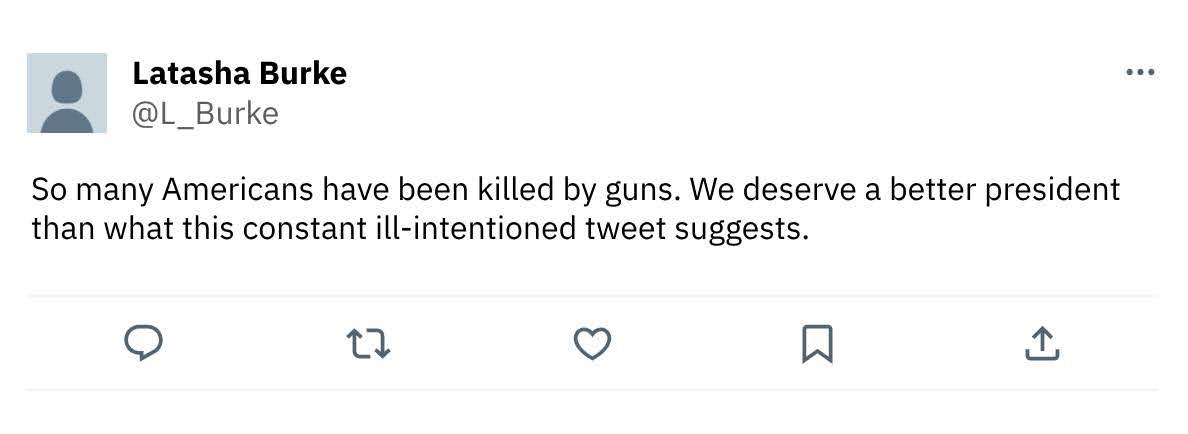 Latasha Burke
@L_Burke
So many Americans have been killed by guns. We deserve a better president
than what this constant ill-intentioned tweet suggests.